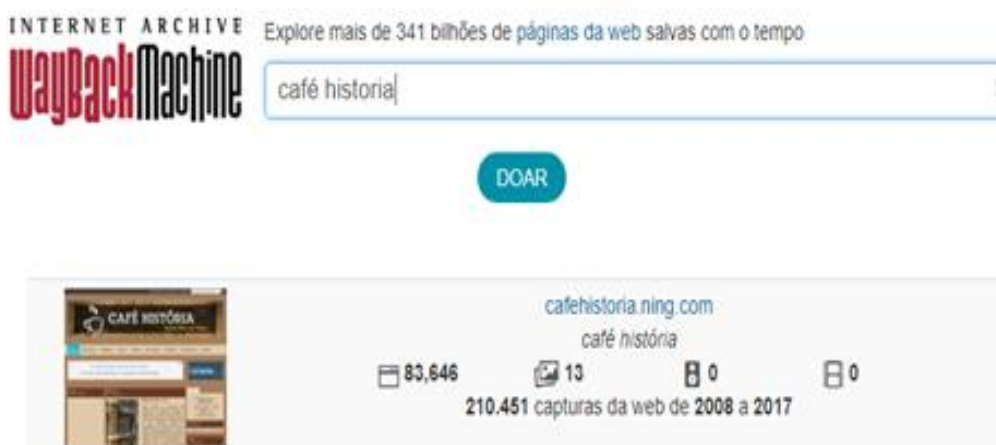 INTERNET ARCHIVE
WayBackMachine
Explore mais de 341 bilhões de páginas da web salvas com o tempo
café historia
DOAR
CAFÉ HISTÓRIA
cafehistoria.ning.com
café história
83,646 13 0 0
210.451 capturas da web de 2008 a 2017